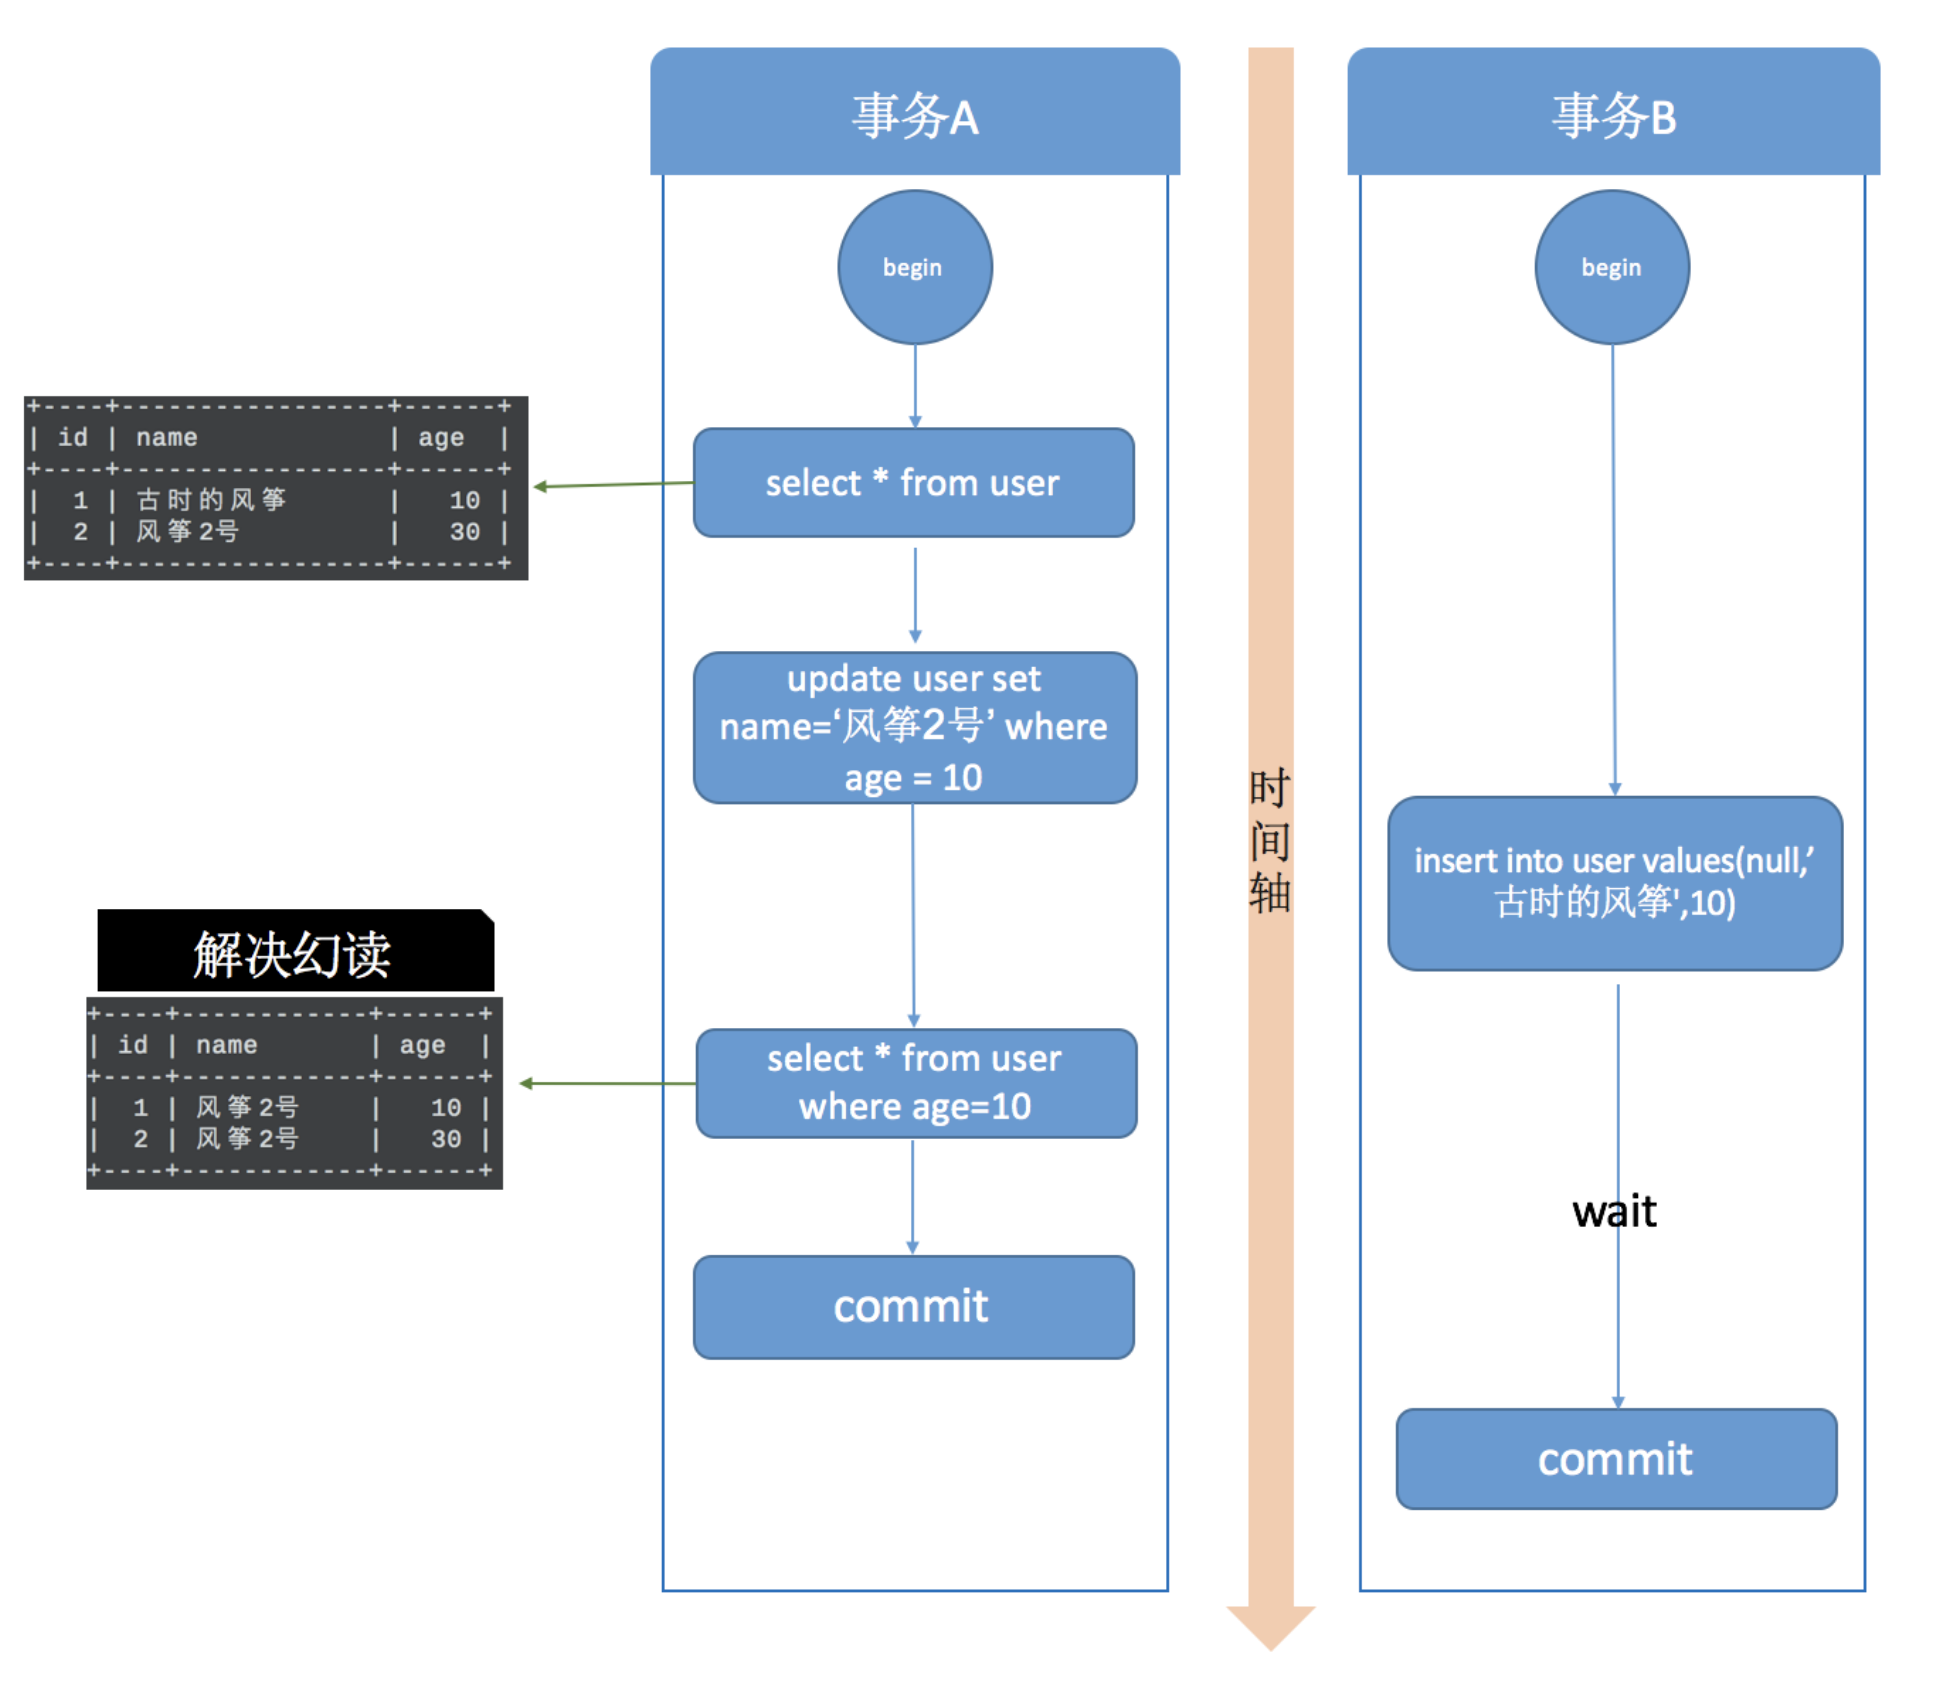 事务A
事务B
begin
begin
+----+-----------------+------+
| id | name            | age  |
+----+-----------------+------+
|  1 | 古时的风筝       |   10 |
|  2 | 风筝2号          |   30 |
+----+-----------------+------+
select * from user
update user set
name=‘风筝2号’ where
age = 10
时
间
轴
insert into user values(null,’
古时的风筝',10)
解决幻读
+----+------------+------+
| id | name       | age  |
+----+------------+------+
|  1 | 风筝2号     |   10 |
|  2 | 风筝2号     |   30 |
+----+------------+------+
select * from user
where age=10
wait
commit
commit